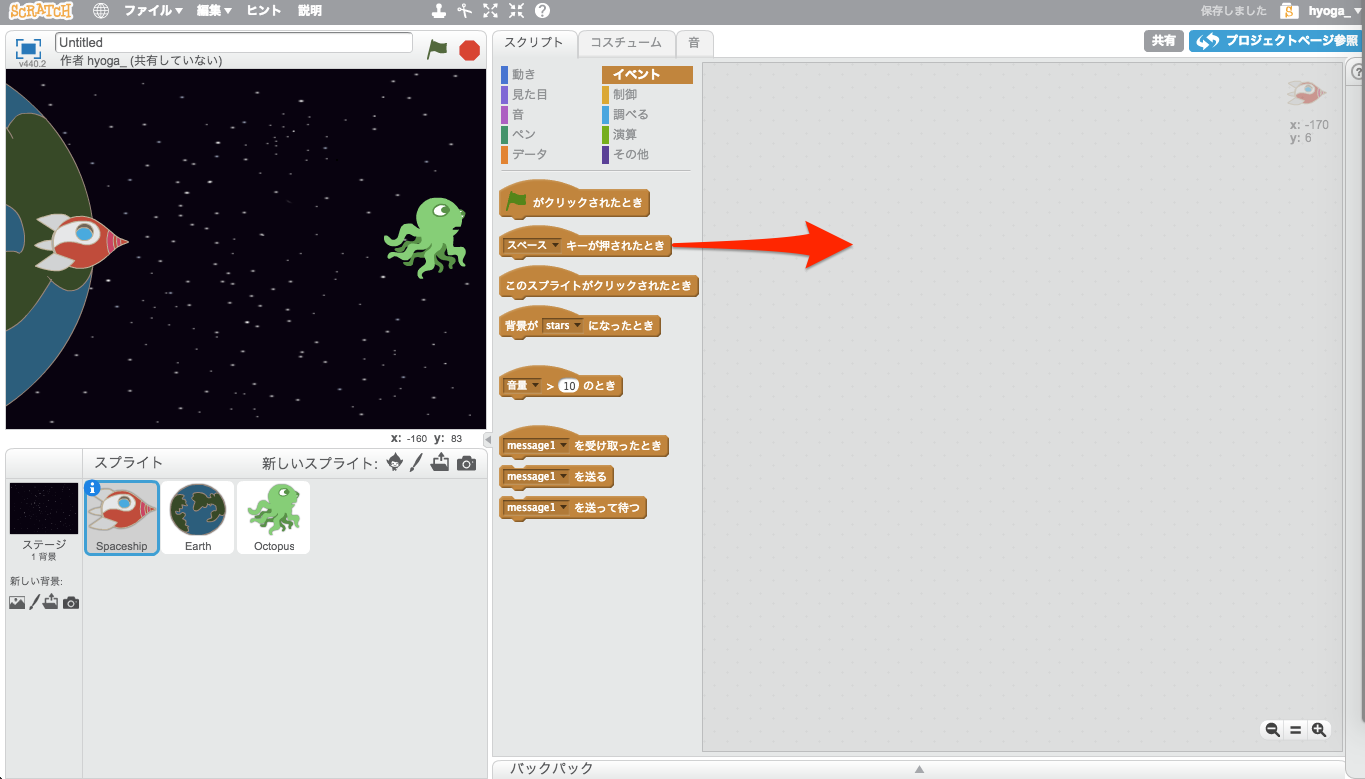 SCRATCH ファイル 編集 ヒント 説明 保存しました hyoga_
Untitled
作者 hyoga_ (共有していない)
v440.2
スクリプト コスチューム 音
共有 プロジェクトページ参照
動き イベント
見た目 制御
音 調べる
ペン 演算
データ その他
x: -170
y: 6
がクリックされたとき
スペース キーが押されたとき
このスプライトがクリックされたとき
背景が stars になったとき
音量 > 10 のとき
message1 を受け取ったとき
message1 を送る
message1 を送って待つ
x: -160 y: 83
スプライト 新しいスプライト:
ステージ
1 背景
新しい背景:
Spaceship Earth Octopus
バックパック